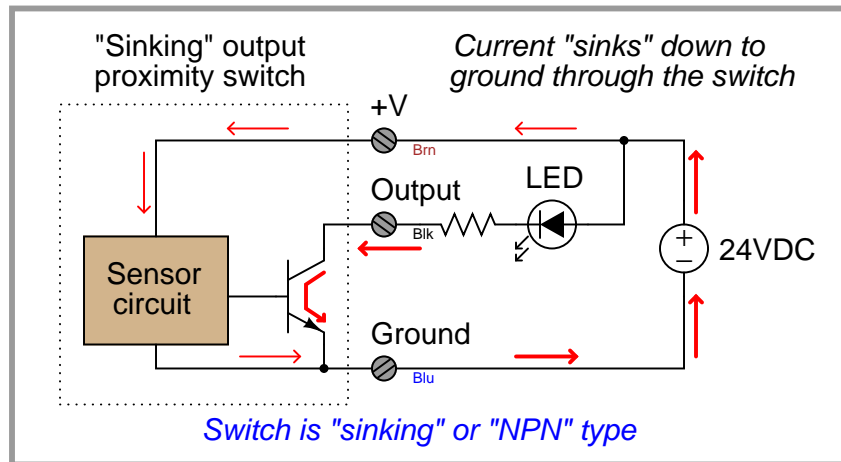 "Sinking" output
proximity switch
Current "sinks" down to
ground through the switch
+V
Brn
Output
LED
Blk
+
−
24VDC
Sensor
circuit
Ground
Blu
Switch is "sinking" or "NPN" type